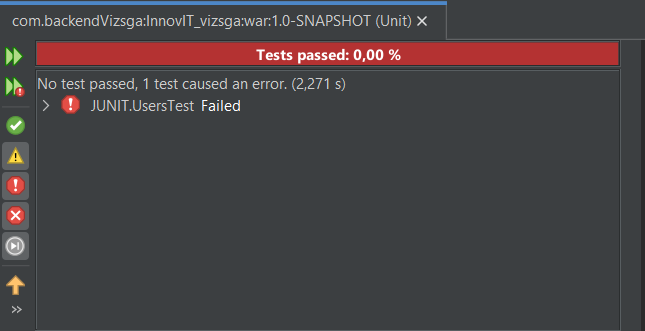 com.backendVizsga:InnovIT_vizsga:war:1.0-SNAPSHOT (Unit)
Tests passed: 0,00 %
No test passed, 1 test caused an error. (2,271 s)
JUNIT.UsersTest Failed